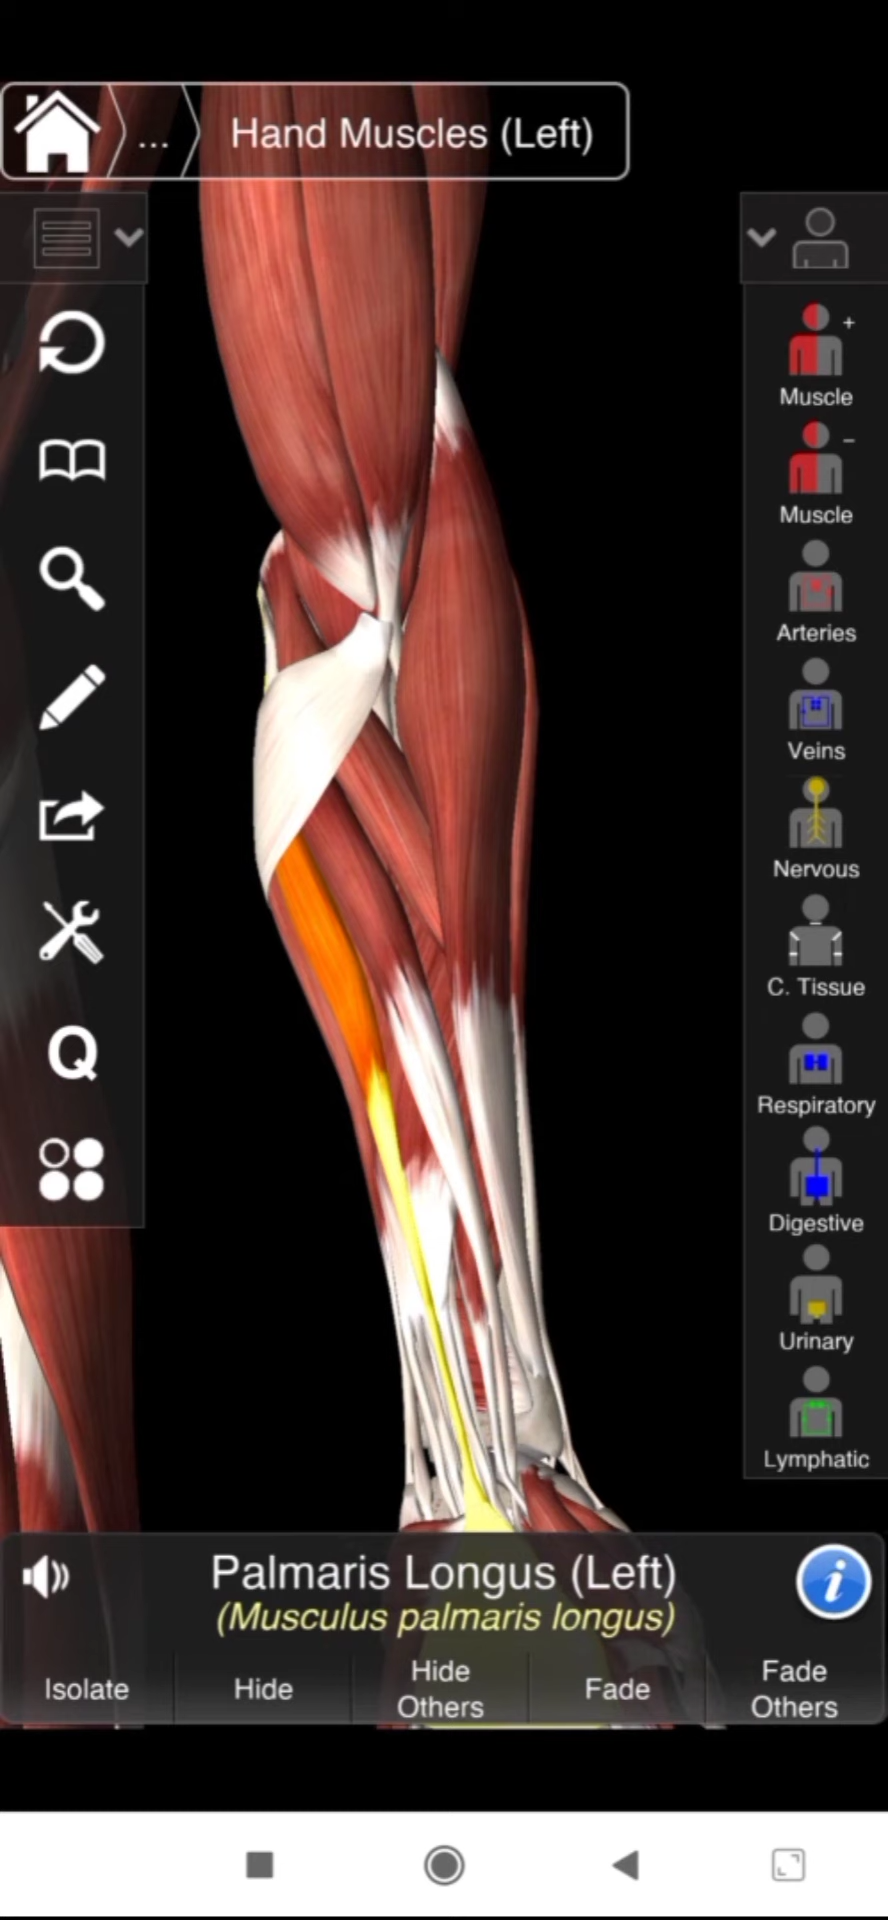 ... Hand Muscles (Left)
+
Muscle
−
Muscle
Arteries
Veins
Nervous
C. Tissue
Respiratory
Q
Digestive
Urinary
Lymphatic
Palmaris Longus (Left)
i
(Musculus palmaris longus)
Isolate
Hide
Hide
Others
Fade
Fade
Others